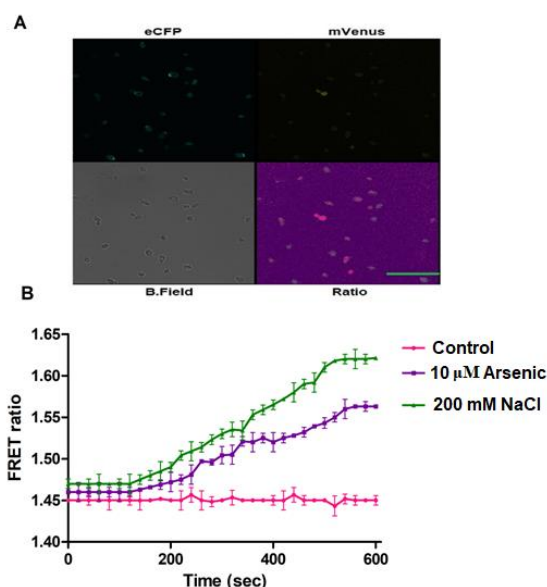 A
eCFP mVenus
B.Field Ratio
B
1.65
1.60
1.55
1.50
1.45
1.40
FRET ratio
0 200 400 600
Time (sec)
Control
10 μM Arsenic
200 mM NaCl